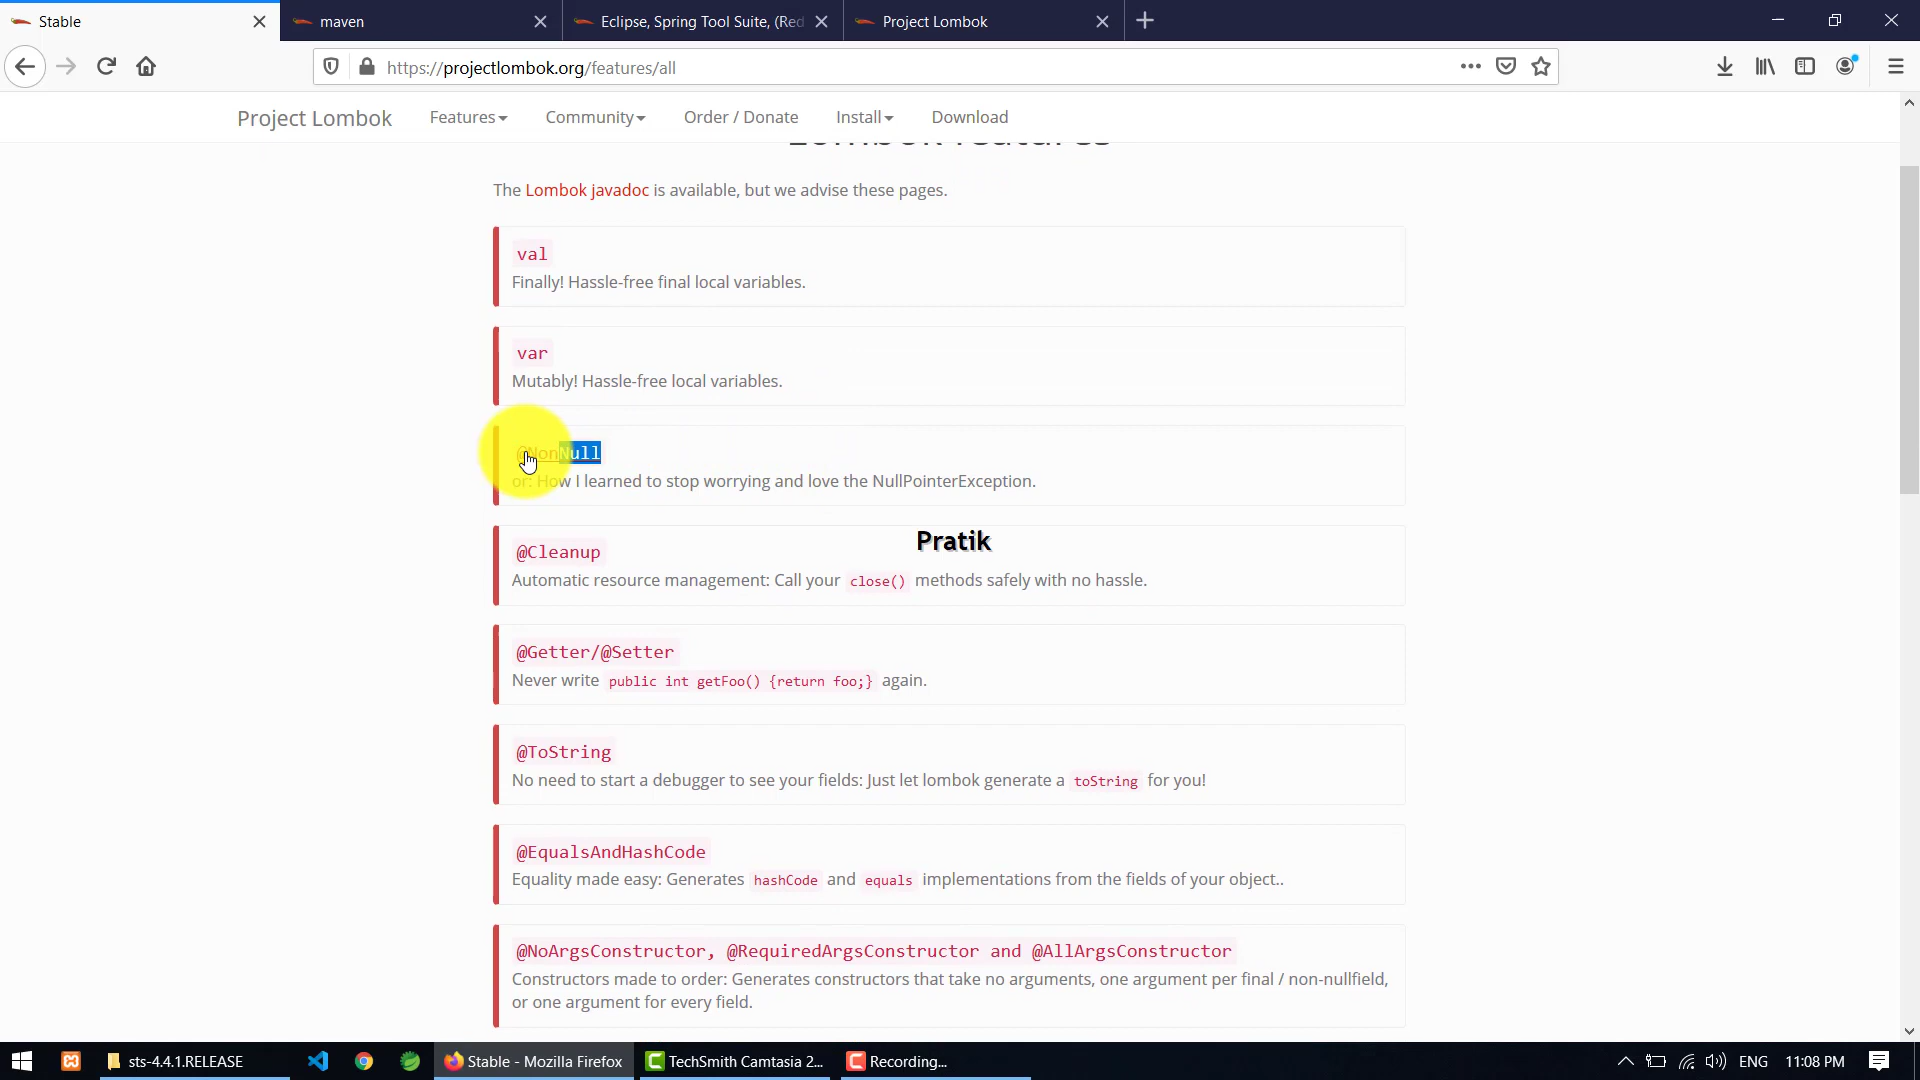 Stable
maven
Eclipse, Spring Tool Suite, (Red
Project Lombok
https://projectlombok.org/features/all
Project Lombok
Features
Community
Order / Donate
Install
Download
Lombok features
The Lombok javadoc is available, but we advise these pages.
val
Finally! Hassle-free final local variables.
var
Mutably! Hassle-free local variables.
@NonNull
or: How I learned to stop worrying and love the NullPointerException.
Pratik
@Cleanup
Automatic resource management: Call your close() methods safely with no hassle.
@Getter/@Setter
Never write public int getFoo() {return foo;} again.
@ToString
No need to start a debugger to see your fields: Just let lombok generate a toString for you!
@EqualsAndHashCode
Equality made easy: Generates hashCode and equals implementations from the fields of your object..
@NoArgsConstructor, @RequiredArgsConstructor and @AllArgsConstructor
Constructors made to order: Generates constructors that take no arguments, one argument per final / non-nullfield,
or one argument for every field.
sts-4.4.1.RELEASE
Stable - Mozilla Firefox
TechSmith Camtasia 2...
Recording...
ENG
11:08 PM